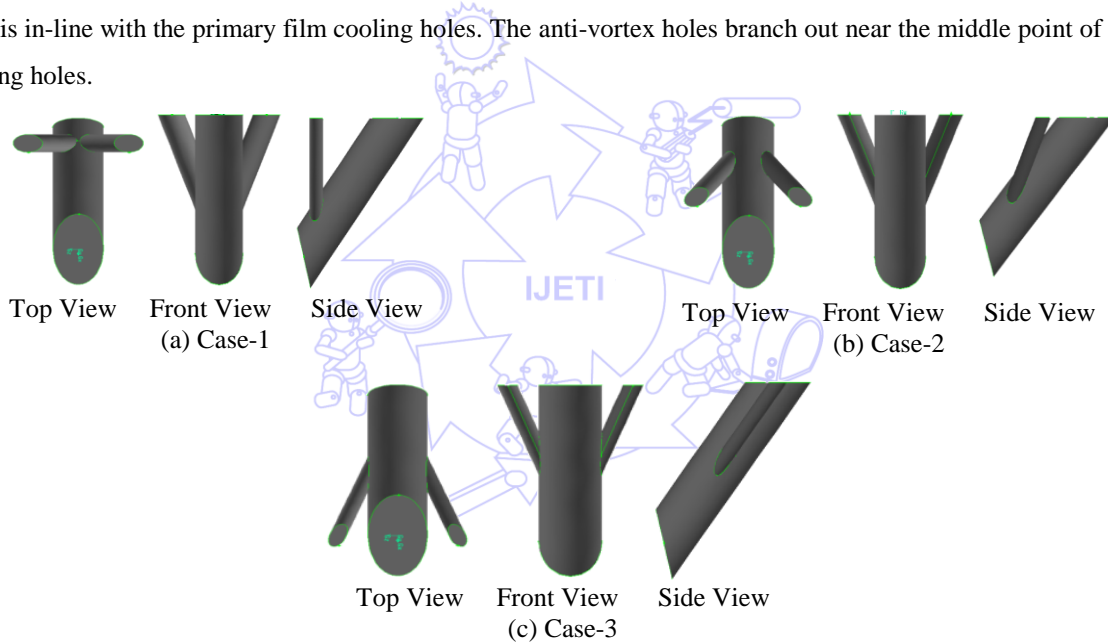 is in-line with the primary film cooling holes. The anti-vortex holes branch out near the middle point of
ng holes.
IJETI
Top View Front View Side View Top View Front View Side View
(a) Case-1 (b) Case-2
Top View Front View Side View
(c) Case-3